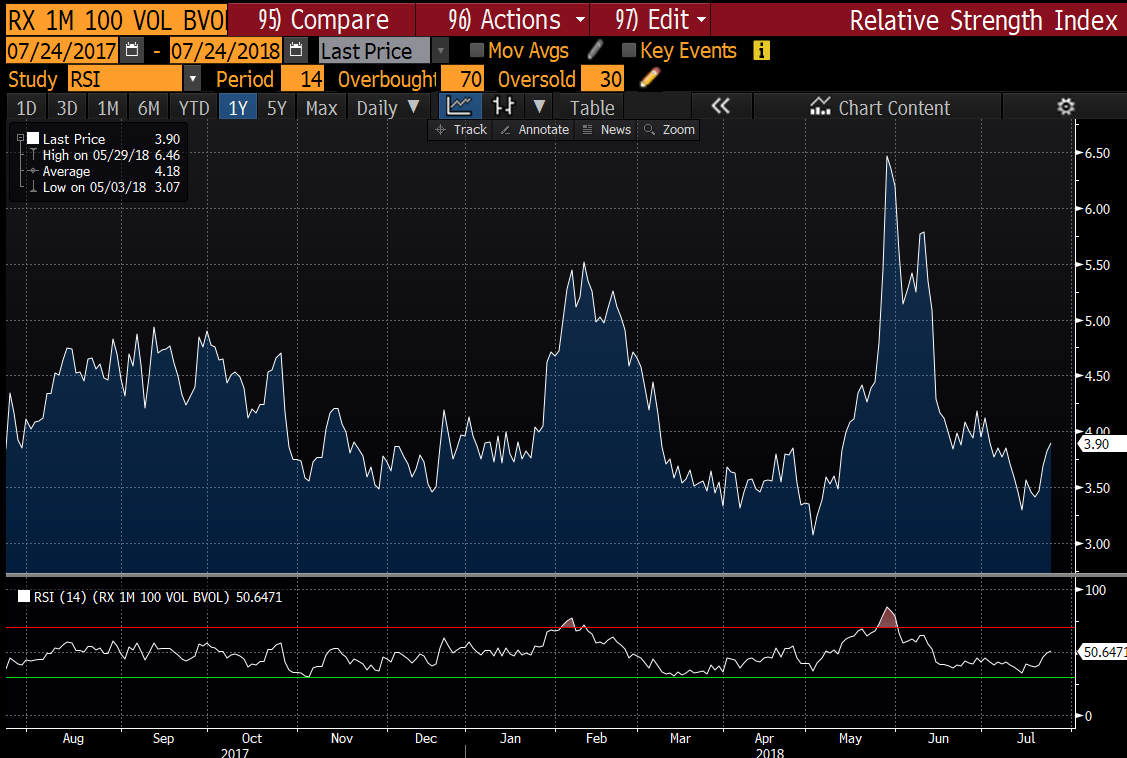 RX 1M 100 VOL BVOL 95) Compare 96) Actions 97) Edit Relative Strength Index
07/24/2017 - 07/24/2018 Last Price Mov Avgs Key Events i
Study RSI Period 14 Overbought 70 Oversold 30
1D 3D 1M 6M YTD 1Y 5Y Max Daily Table Chart Content
Track Annotate News Zoom
Last Price 3.90
High on 05/29/18 6.46
Average 4.18
Low on 05/03/18 3.07
6.50
6.00
5.50
5.00
4.50
4.00
3.90
3.50
3.00
RSI (14) (RX 1M 100 VOL BVOL) 50.6471
100
50.6471
0
Aug Sep Oct Nov Dec Jan Feb Mar Apr May Jun Jul
2017 2018